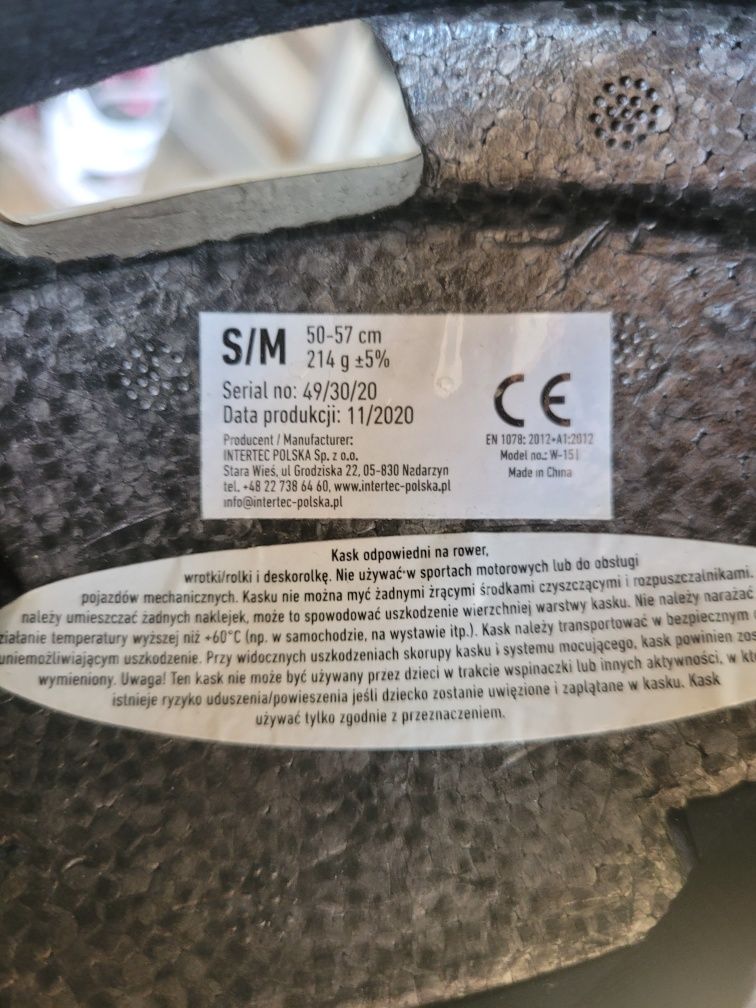 S/M
50-57 cm
214 g ±5%
Serial no: 49/30/20
Data produkcji: 11/2020
Producent / Manufacturer:
INTERTEC POLSKA Sp. z o.o.
Stara Wieś, ul Grodziska 22, 05-830 Nadarzyn
tel. +48 22 738 64 60, www.intertec-polska.pl
info@intertec-polska.pl
CE
EN 1078: 2012+A1:2012
Model no.: W-15
Made in China
Kask odpowiedni na rower,
wrotki/rolki i deskorolkę. Nie używać w sportach motorowych lub do obsługi
pojazdów mechanicznych. Kasku nie można myć żadnymi żrącymi środkami czyszczącymi i rozpuszczalnikami.
należy umieszczać żadnych naklejek, może to spowodować uszkodzenie wierzchniej warstwy kasku. Nie należy narażać
temperatury wyższej niż +60°C (np. w samochodzie, na wystawie itp.). Kask należy transportować w bezpiecznym
uniemożliwiającym uszkodzenie. Przy widocznych uszkodzeniach skorupy kasku i systemu mocującego, kask powinien
wymieniony. Uwaga! Ten kask nie może być używany przez dzieci w trakcie wspinaczki lub innych aktywności, w
istnieje ryzyko uduszenia/powieszenia jeśli dziecko zostanie uwięzione i zaplątane w kasku. Kask
używać tylko zgodnie z przeznaczeniem.